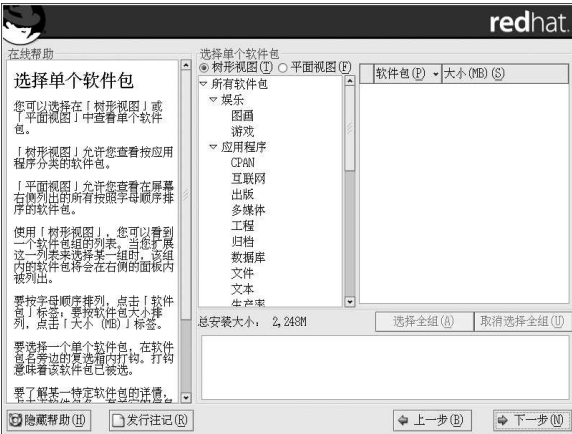 redhat.
在线帮助
选择单个软件包
您可以选择在「树形视图」或
「平面视图」中查看单个软件
包。
「树形视图」允许您查看按应用
程序分类的软件包。
「平面视图」允许您查看在屏幕
右侧列出的所有按照字母顺序排
序的软件包。
使用「树形视图」，您可以看到
一个软件包组的列表。当您扩展
这一列表来选择某一组时，该组
内的软件包将会在右侧的面板内
被列出。
要按字母顺序排列，点击「软件
包」标签；要按软件包大小排
列，点击「大小 (MB)」标签。
要选择一个单个软件包，在软件
包名旁边的复选箱内打钩。打钩
意味着该软件包已被选。
要了解某一特定软件包的详情，
选择单个软件包
树形视图(T) 平面视图(F)
所有软件包
娱乐
图画
游戏
应用程序
CPAN
互联网
出版
多媒体
工程
归档
数据库
文件
文本
生产率
软件包(P) 大小(MB)(S)
总安装大小： 2,248M
选择全组(A) 取消选择全组(U)
隐藏帮助(H) 发行注记(R) 上一步(B) 下一步(N)